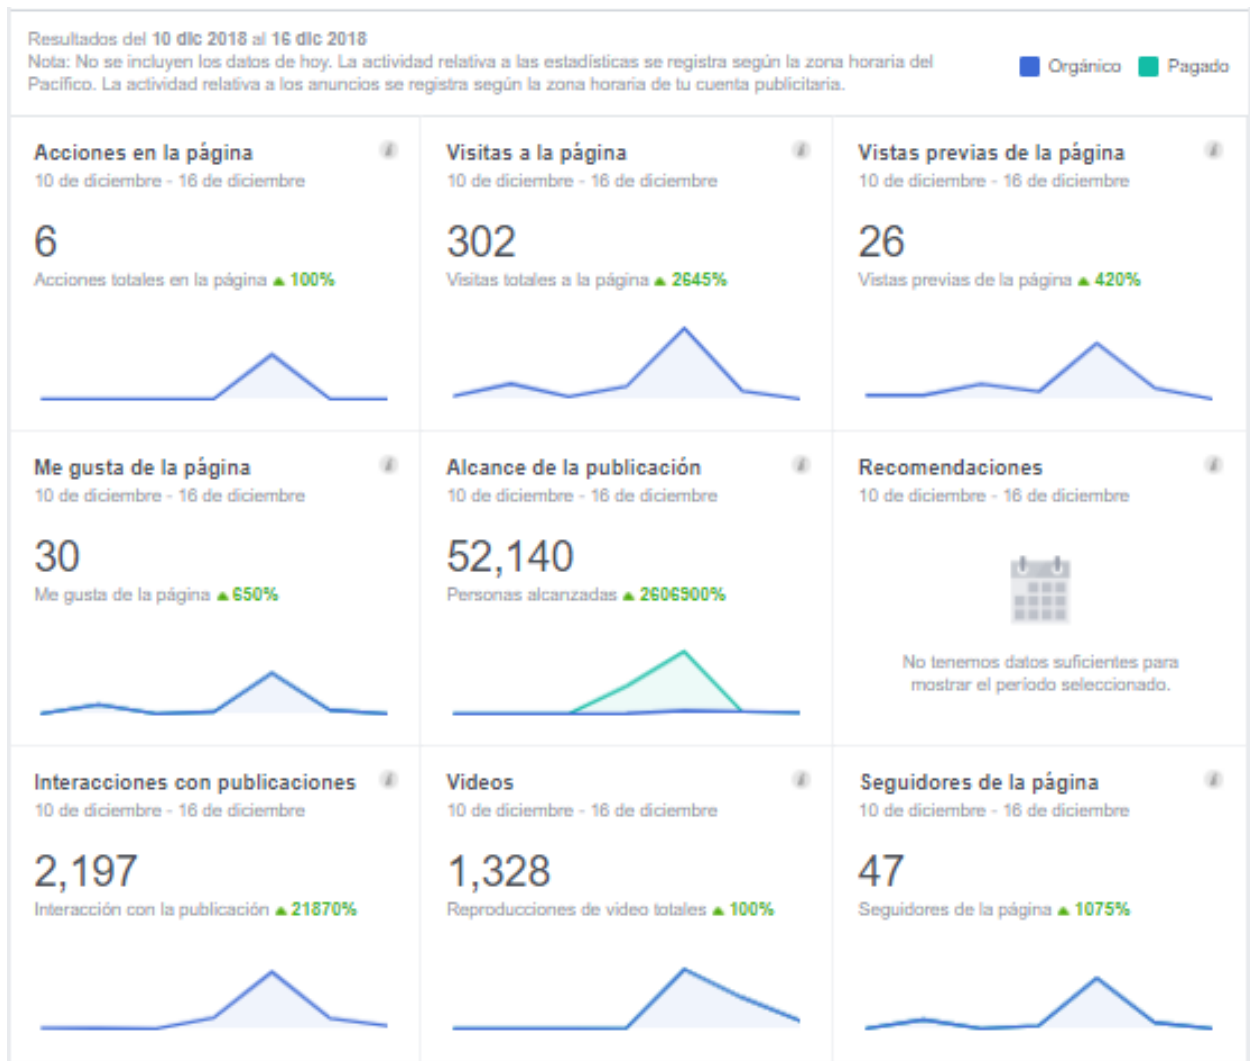 Resultados del 10 dic 2018 al 16 dic 2018
Nota: No se incluyen los datos de hoy. La actividad relativa a las estadísticas se registra según la zona horaria del
Pacífico. La actividad relativa a los anuncios se registra según la zona horaria de tu cuenta publicitaria.
Orgánico Pagado
Acciones en la página
10 de diciembre - 16 de diciembre
6
Acciones totales en la página ▲ 100%
Visitas a la página
10 de diciembre - 16 de diciembre
302
Visitas totales a la página ▲ 2645%
Vistas previas de la página
10 de diciembre - 16 de diciembre
26
Vistas previas de la página ▲ 420%
Me gusta de la página
10 de diciembre - 16 de diciembre
30
Me gusta de la página ▲ 650%
Alcance de la publicación
10 de diciembre - 16 de diciembre
52,140
Personas alcanzadas ▲ 2606900%
Recomendaciones
10 de diciembre - 16 de diciembre
No tenemos datos suficientes para
mostrar el período seleccionado.
Interacciones con publicaciones
10 de diciembre - 16 de diciembre
2,197
Interacción con la publicación ▲ 21870%
Videos
10 de diciembre - 16 de diciembre
1,328
Reproducciones de video totales ▲ 100%
Seguidores de la página
10 de diciembre - 16 de diciembre
47
Seguidores de la página ▲ 1075%